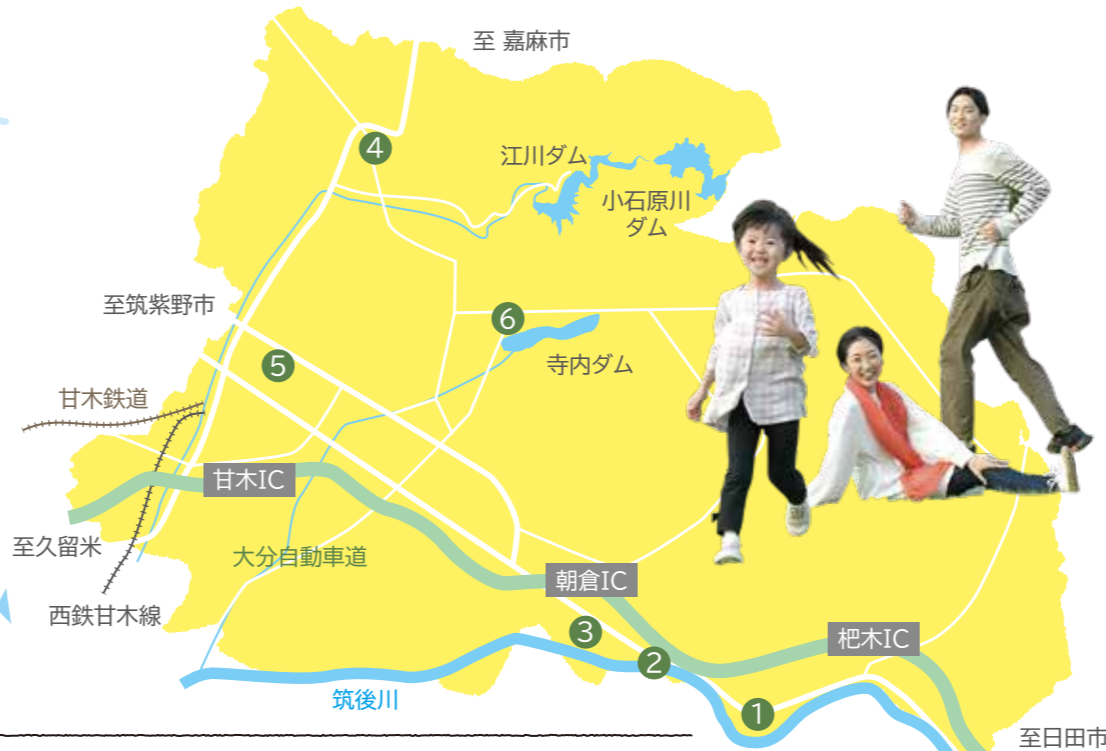 至 嘉麻市
4
江川ダム
小石原川
ダム
至筑紫野市
6
5
寺内ダム
甘木鉄道
甘木IC
至久留米
大分自動車道
朝倉IC
西鉄甘木線
3
杷木IC
2
筑後川
1
至日田市